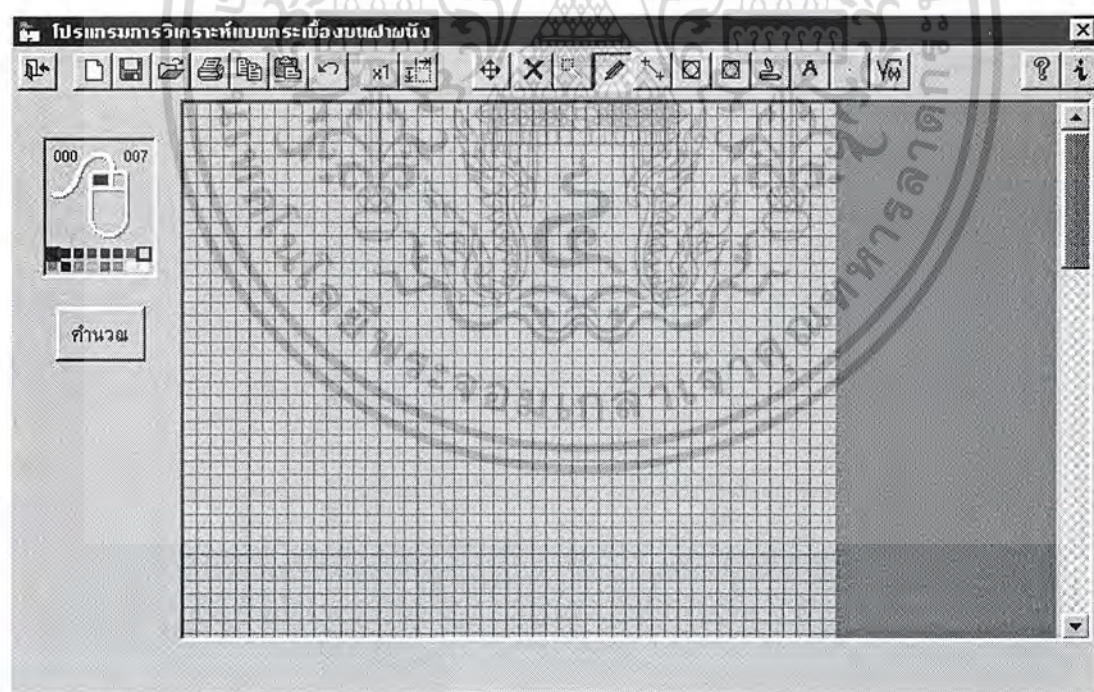 โปรแกรมการวิเคราะห์แบบกระเบื้องบนฝาผนัง
x1 A √(x) ? i
000 007
คำนวณ